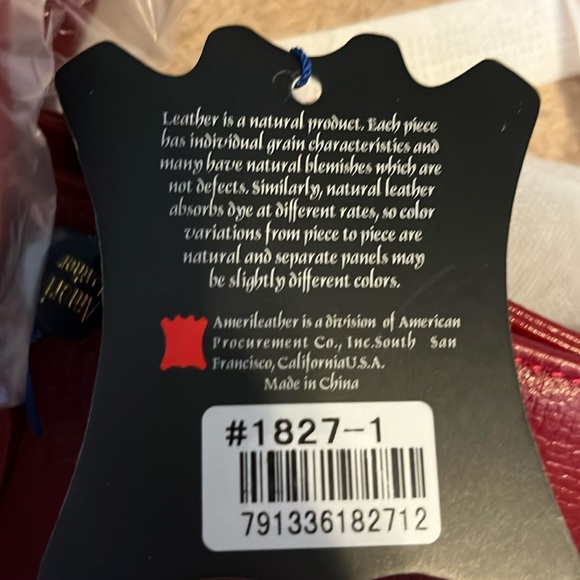 Leather is a natural product. Each piece
has individual grain characteristics and
many have natural blemishes which are
not defects. Similarly, natural leather
absorbs dye at different rates, so color
variations from piece to piece are
natural and separate panels may
be slightly different colors.
Amerileather is a division of American
Procurement Co., Inc.South San
Francisco, CaliforniaU.S.A.
Made in China
#1827-1
791336182712